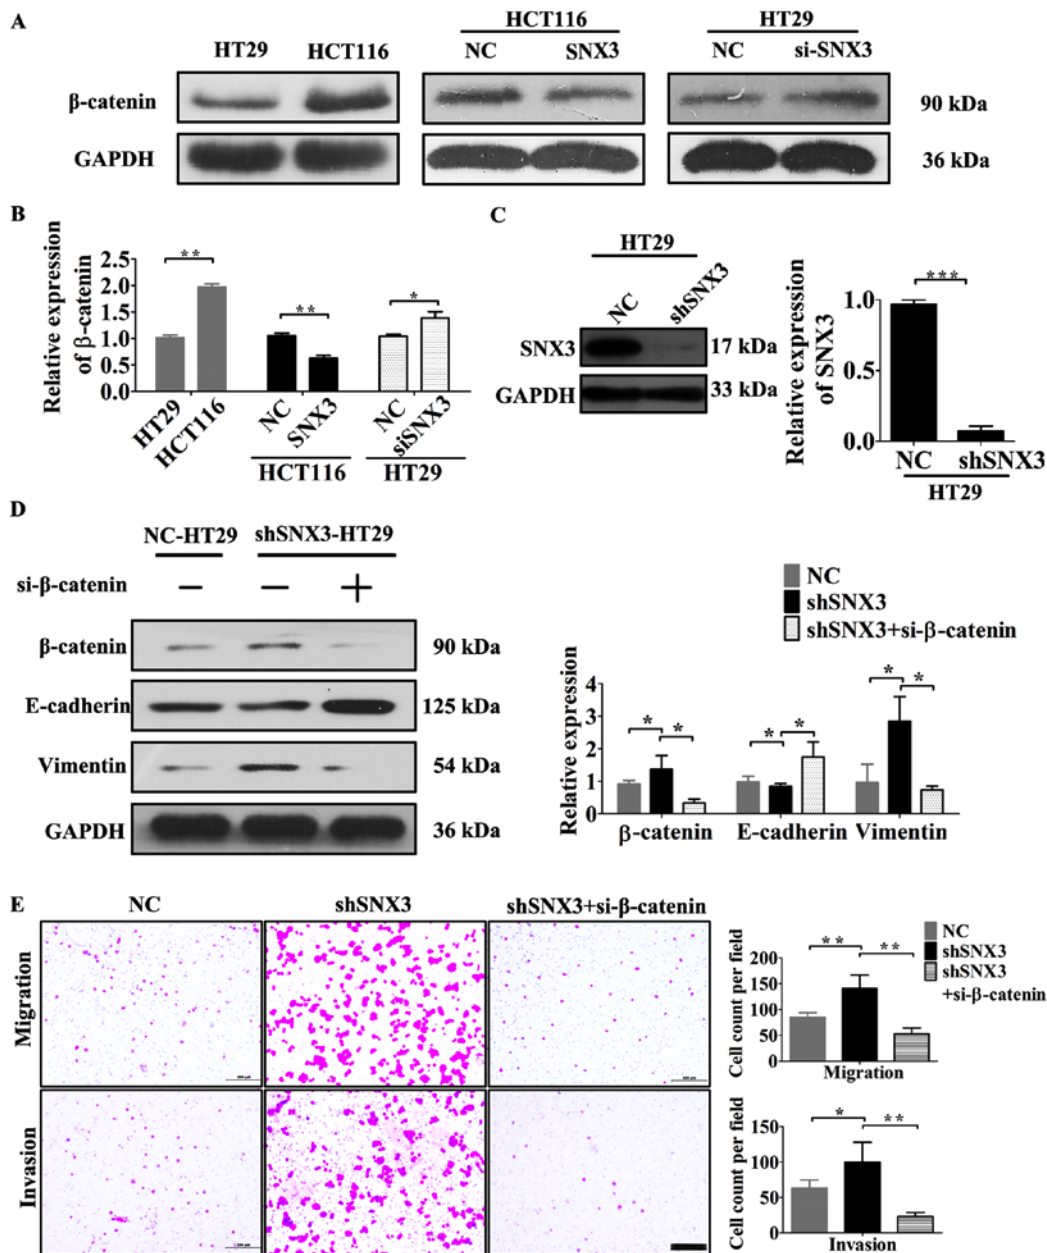 A
HCT116
HT29
HT29
HCT116
NC
SNX3
NC
si-SNX3
β-catenin
90 kDa
GAPDH
36 kDa
B
Relative expression
of β-catenin
2.5
2.0
1.5
1.0
0.5
0.0
**
**
*
HT29
HCT116
NC
SNX3
NC
siSNX3
HCT116
HT29
C
HT29
NC
shSNX3
SNX3
17 kDa
GAPDH
33 kDa
Relative expression
of SNX3
1.0
0.5
0.0
***
NC
shSNX3
HT29
D
NC-HT29
shSNX3-HT29
si-β-catenin
−
−
+
β-catenin
90 kDa
E-cadherin
125 kDa
Vimentin
54 kDa
GAPDH
36 kDa
NC
shSNX3
shSNX3+si-β-catenin
Relative expression
4
3
2
1
0
*
*
*
*
*
*
β-catenin
E-cadherin
Vimentin
E
NC
shSNX3
shSNX3+si-β-catenin
Migration
Invasion
NC
shSNX3
shSNX3
+si-β-catenin
Cell count per field
200
150
100
50
0
**
**
Migration
Cell count per field
150
100
50
0
*
**
Invasion